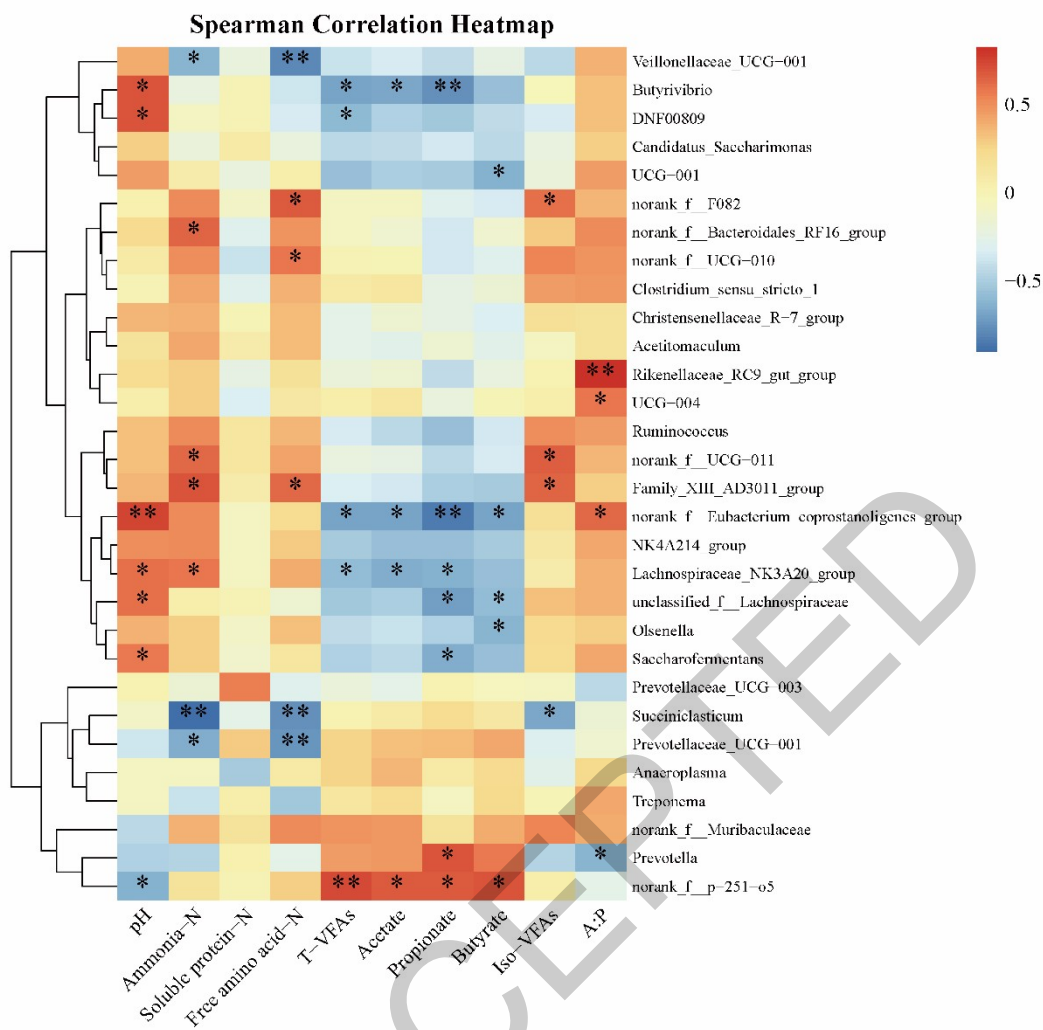 Spearman Correlation Heatmap
* ** Veillonellaceae_UCG-001
* * * ** Butyrivibrio
* * DNF00809
Candidatus_Saccharimonas
* UCG-001
* * norank_f__F082
* norank_f__Bacteroidales_RF16_group
* norank_f__UCG-010
Clostridium_sensu_stricto_1
Christensenellaceae_R-7_group
Acetitomaculum
** Rikenellaceae_RC9_gut_group
* UCG-004
Ruminococcus
* * norank_f__UCG-011
* * * Family_XIII_AD3011_group
** * * ** * * norank_f__Eubacterium_coprostanoligenes_group
NK4A214_group
* * * * * Lachnospiraceae_NK3A20_group
* * * unclassified_f__Lachnospiraceae
* Olsenella
* * Saccharofermentans
Prevotellaceae_UCG-003
** ** * Succiniclasticum
* ** Prevotellaceae_UCG-001
Anaeroplasma
Treponema
norank_f__Muribaculaceae
* * Prevotella
* ** * * * norank_f__p-251-o5
pH
Ammonia-N
Soluble protein-N
Free amino acid-N
T-VFAs
Acetate
Propionate
Butyrate
Iso-VFAs
A:P
0.5
0
-0.5
CEPTED